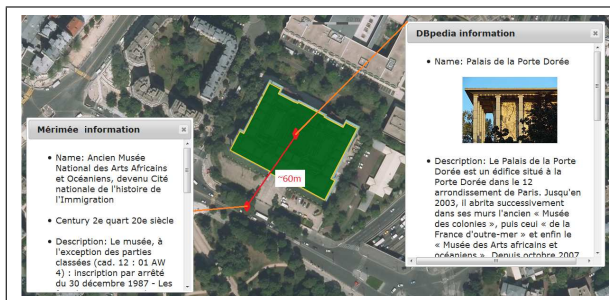 DBpedia information
Name: Palais de la Porte Dorée
Description: Le Palais de la Porte
Dorée est un édifice situé à la
Porte Dorée dans le 12
arrondissement de Paris. Jusqu'en
2003, il abrita successivement
dans ses murs l'ancien « Musée
des colonies », puis ceui « de la
France d'outre-mer » et enfin le
« Musée des Arts africains et
océaniens ». Depuis octobre 2007
Mérimée information
Name: Ancien Musée
National des Arts Africains
et Océaniens, devenu Cité
nationale de l'histoire de
l'Immigration
Century 2e quart 20e siècle
Description: Le musée, à
l'exception des parties
classées (cad. 12 : 01 AW
4) : inscription par arrêté
du 30 décembre 1987 - Les
~60m